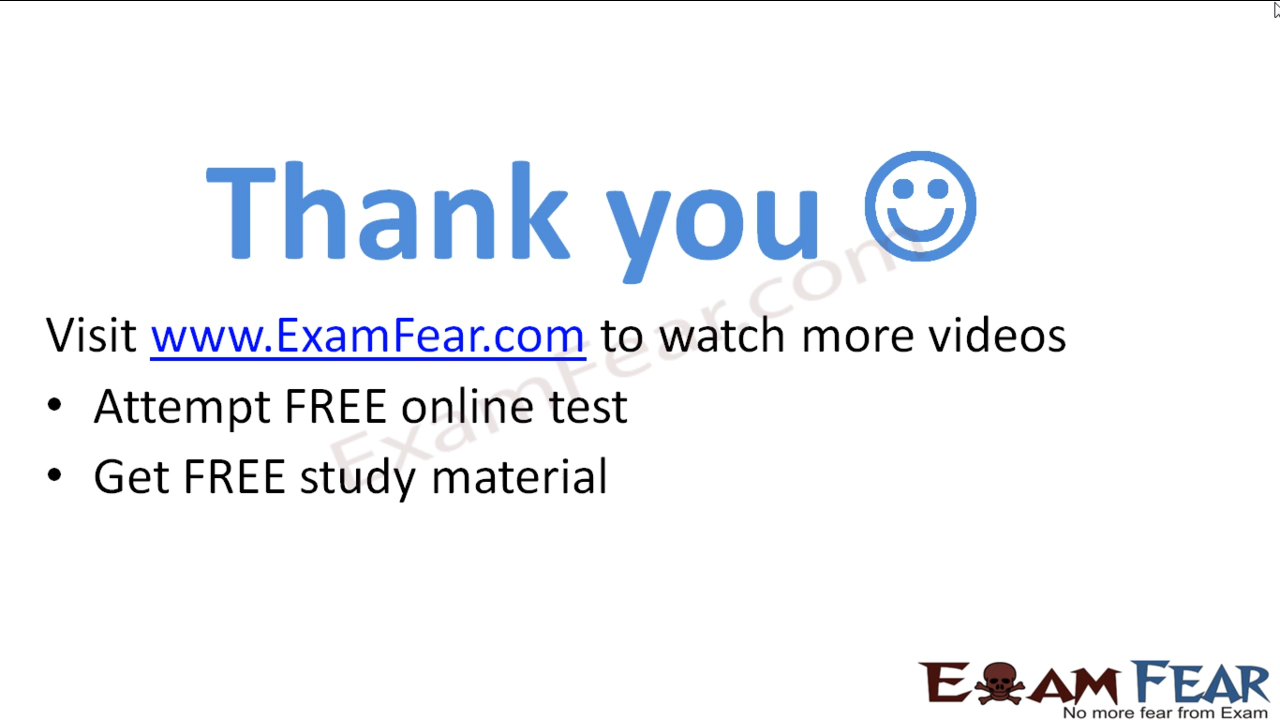 Thank you ☺
Visit www.ExamFear.com to watch more videos
• Attempt FREE online test
• Get FREE study material
ExamFear.com
EXAM FEAR
No more fear from Exam